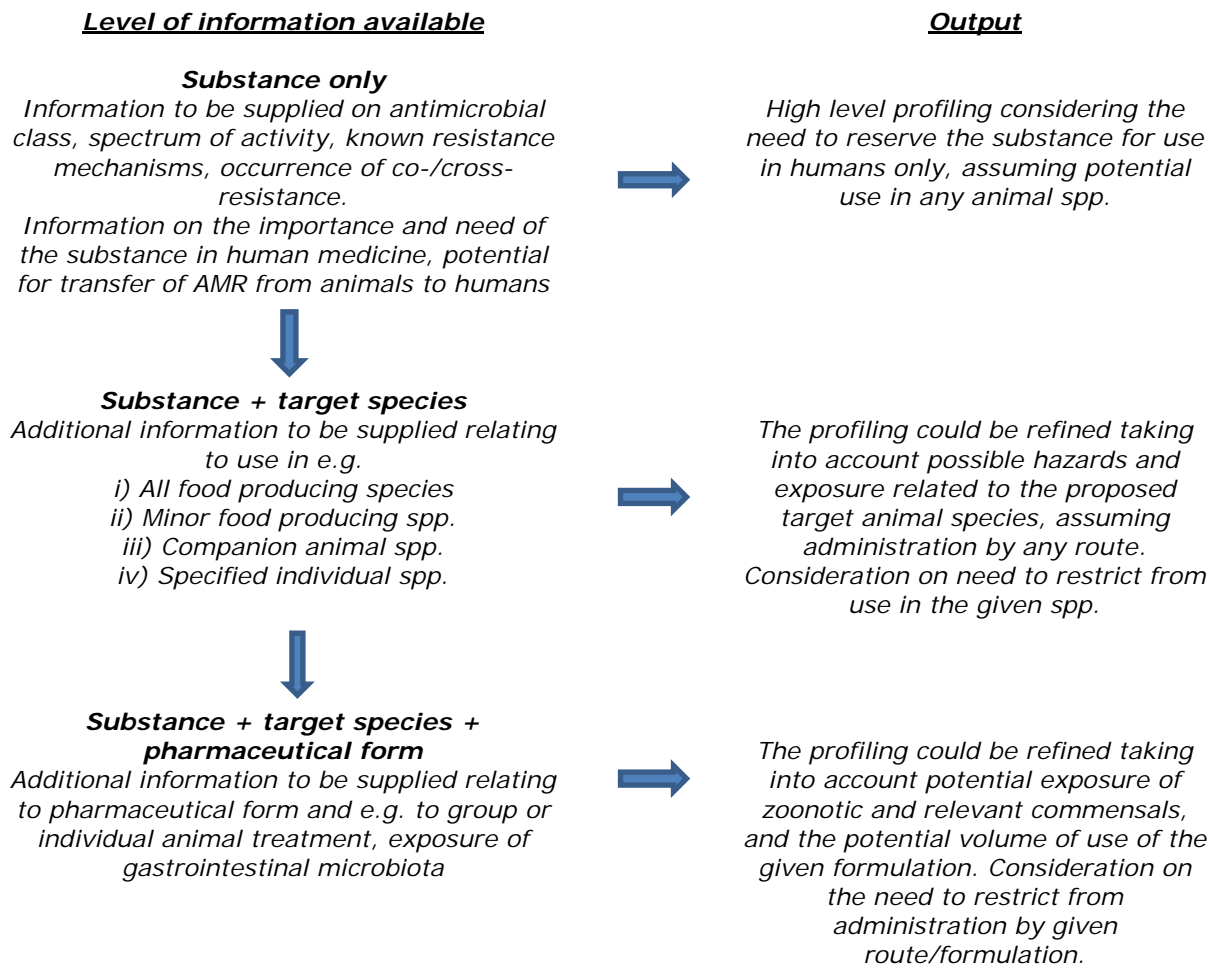 Level of information available
Output
Substance only
Information to be supplied on antimicrobial
class, spectrum of activity, known resistance
mechanisms, occurrence of co-/cross-
resistance.
Information on the importance and need of
the substance in human medicine, potential
for transfer of AMR from animals to humans
High level profiling considering the
need to reserve the substance for use
in humans only, assuming potential
use in any animal spp.
Substance + target species
Additional information to be supplied relating
to use in e.g.
i) All food producing species
ii) Minor food producing spp.
iii) Companion animal spp.
iv) Specified individual spp.
The profiling could be refined taking
into account possible hazards and
exposure related to the proposed
target animal species, assuming
administration by any route.
Consideration on need to restrict from
use in the given spp.
Substance + target species +
pharmaceutical form
Additional information to be supplied relating
to pharmaceutical form and e.g. to group or
individual animal treatment, exposure of
gastrointestinal microbiota
The profiling could be refined taking
into account potential exposure of
zoonotic and relevant commensals,
and the potential volume of use of the
given formulation. Consideration on
the need to restrict from
administration by given
route/formulation.